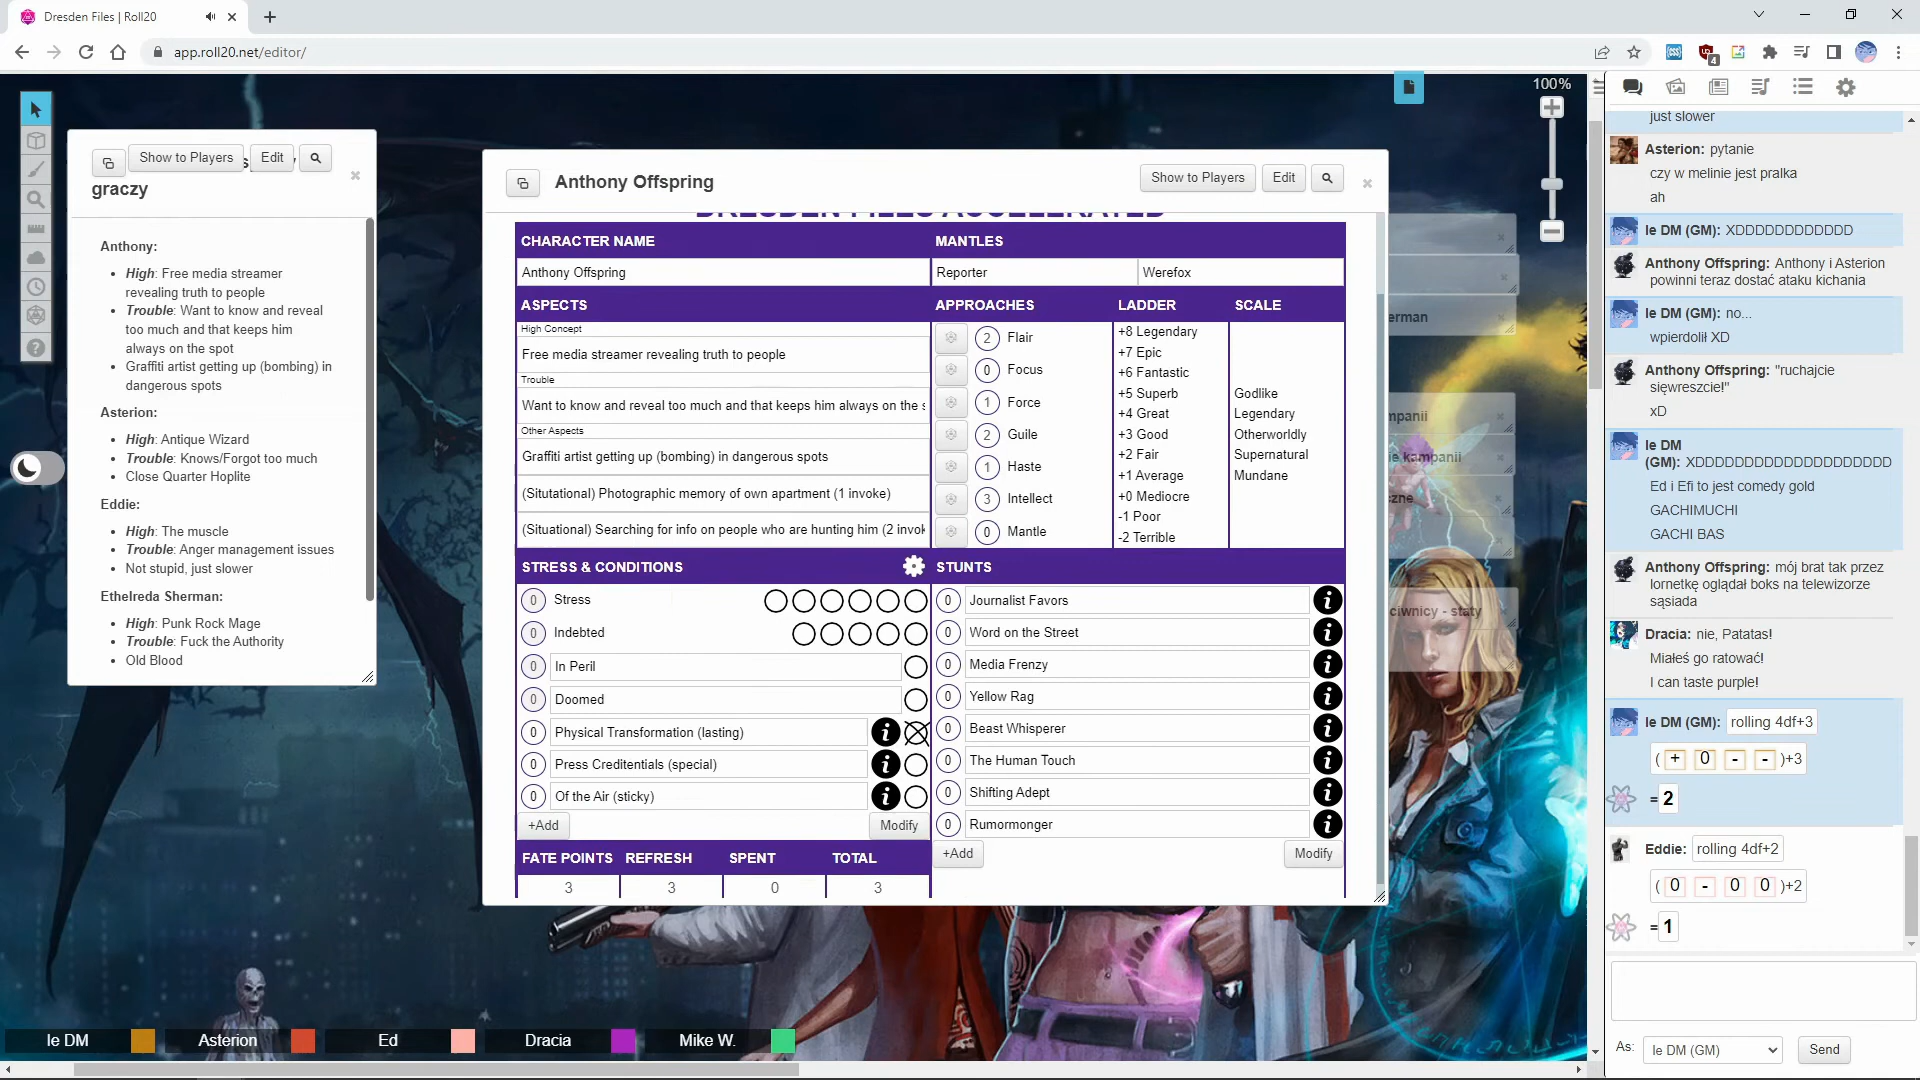 Dresden Files | Roll20
app.roll20.net/editor/
4
100%
Show to Players
Edit
graczy
Anthony:
High: Free media streamer
revealing truth to people
Trouble: Want to know and reveal
too much and that keeps him
always on the spot
Graffiti artist getting up (bombing) in
dangerous spots
Asterion:
High: Antique Wizard
Trouble: Knows/Forgot too much
Close Quarter Hoplite
Eddie:
High: The muscle
Trouble: Anger management issues
Not stupid, just slower
Ethelreda Sherman:
High: Punk Rock Mage
Trouble: Fuck the Authority
Old Blood
Anthony Offspring
Show to Players
Edit
DRESDEN FILES ACCELERATED
CHARACTER NAME
MANTLES
Anthony Offspring
Reporter
Werefox
ASPECTS
APPROACHES
LADDER
SCALE
High Concept
Free media streamer revealing truth to people
Trouble
Want to know and reveal too much and that keeps him always on the s
Other Aspects
Graffiti artist getting up (bombing) in dangerous spots
(Situtational) Photographic memory of own apartment (1 invoke)
(Situational) Searching for info on people who are hunting him (2 invok
2 Flair
0 Focus
1 Force
2 Guile
1 Haste
3 Intellect
0 Mantle
+8 Legendary
+7 Epic
+6 Fantastic
+5 Superb
+4 Great
+3 Good
+2 Fair
+1 Average
+0 Mediocre
-1 Poor
-2 Terrible
Godlike
Legendary
Otherworldly
Supernatural
Mundane
STRESS & CONDITIONS
0 Stress
0 Indebted
0 In Peril
0 Doomed
0 Physical Transformation (lasting) i
0 Press Creditentials (special) i
0 Of the Air (sticky) i
+Add
Modify
FATE POINTS REFRESH SPENT TOTAL
3 3 0 3
STUNTS
0 Journalist Favors i
0 Word on the Street i
0 Media Frenzy i
0 Yellow Rag i
0 Beast Whisperer i
0 The Human Touch i
0 Shifting Adept i
0 Rumormonger i
+Add
Modify
erman
mpanii
ie kampanii
czne
ciwnicy - staty
just slower
Asterion: pytanie
czy w melinie jest pralka
ah
le DM (GM): XDDDDDDDDDDDD
Anthony Offspring: Anthony i Asterion
powinni teraz dostać ataku kichania
le DM (GM): no...
wpierdolił XD
Anthony Offspring: "ruchajcie
sięwreszcie!"
xD
le DM
(GM): XDDDDDDDDDDDDDDDDDDDD
Ed i Efi to jest comedy gold
GACHIMUCHI
GACHI BAS
Anthony Offspring: mój brat tak przez
lornetkę oglądał boks na telewizorze
sąsiada
Dracia: nie, Patatas!
Miałeś go ratować!
I can taste purple!
le DM (GM): rolling 4df+3
( + 0 - - )+3
= 2
Eddie: rolling 4df+2
( 0 - 0 0 )+2
= 1
As: le DM (GM)
Send
le DM
Asterion
Ed
Dracia
Mike W.